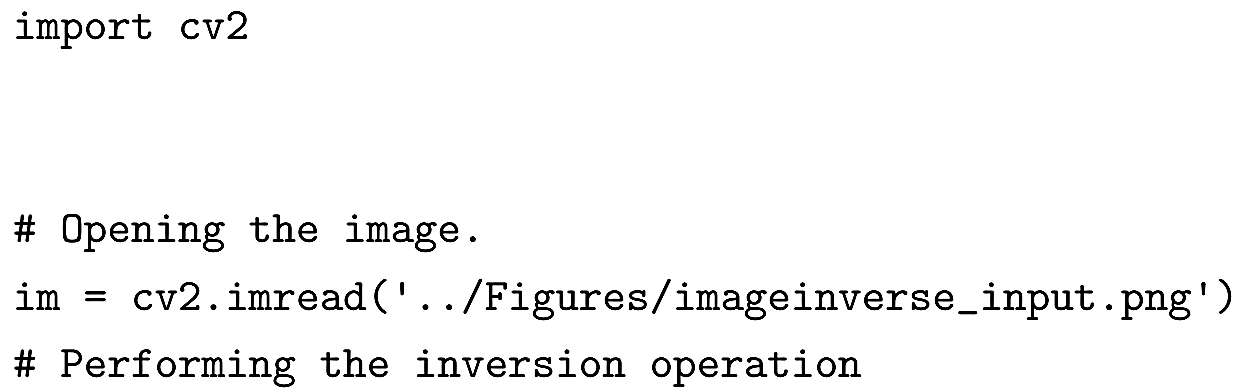 import cv2
# Opening the image.
im = cv2.imread('../Figures/imageinverse_input.png')
# Performing the inversion operation